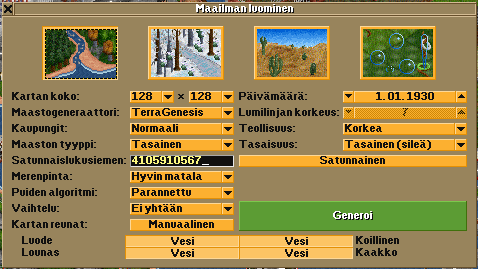 Maailman luominen
Kartan koko: 128 × 128 Päivämäärä: 1. 01. 1930
Maastogeneraattori: TerraGenesis Lumilinjan korkeus: 7
Kaupungit: Normaali Teollisuus: Korkea
Maaston tyyppi: Tasainen Tasaisuus: Tasainen (sileä)
Satunnaislukusiemen: 4105910567_ Satunnainen
Merenpinta: Hyvin matala
Puiden algoritmi: Parannettu
Vaihtelu: Ei yhtään Generoi
Kartan reunat: Manuaalinen
Luode Vesi Vesi Koillinen
Lounas Vesi Vesi Kaakko